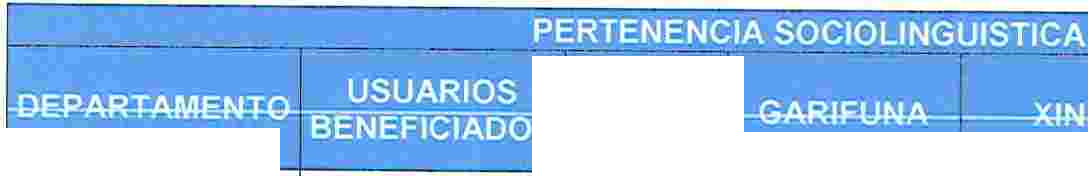 PERTENENCIA SOCIOLINGUISTICA
DEPARTAMENTO
USUARIOS
BENEFICIADO
GARIFUNA
XIN